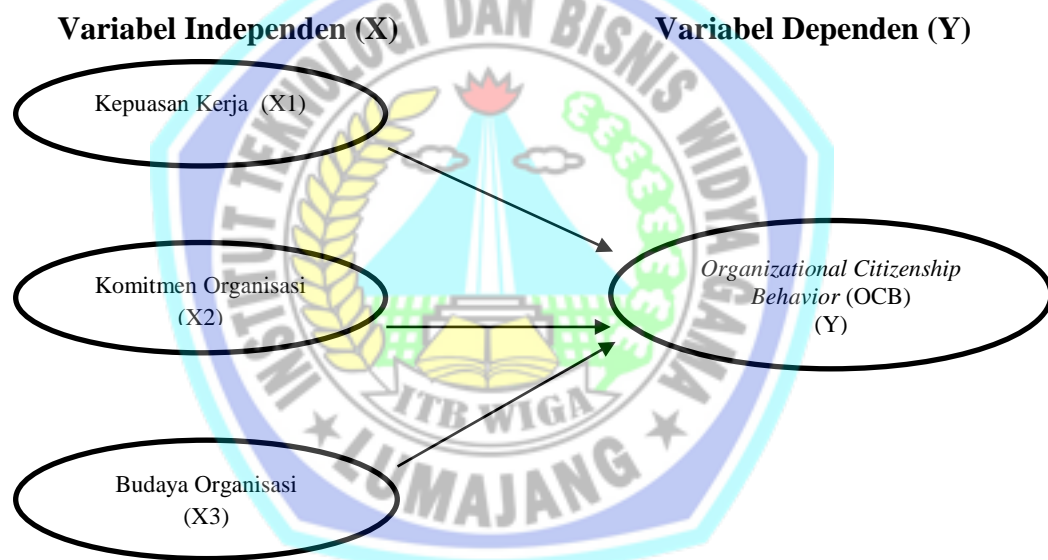 Variabel Independen (X)
Variabel Dependen (Y)
Kepuasan Kerja (X1)
Komitmen Organisasi
(X2)
Budaya Organisasi
(X3)
Organizational Citizenship
Behavior (OCB)
(Y)
INSTITUT TEKNOLOGI DAN BISNIS WIDYA GAMA
ITB WIGA
LUMAJANG